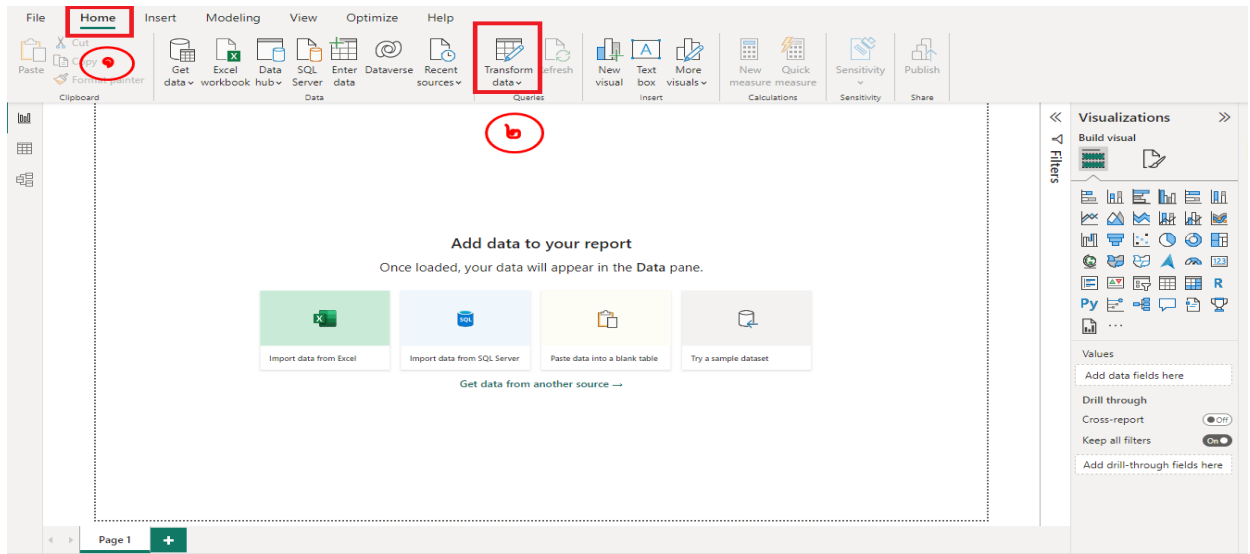 File Home Insert Modeling View Optimize Help
Paste
Cut
Copy
Format painter
Clipboard
Get data
Excel workbook
Data hub
SQL Server
Enter data
Dataverse
Recent sources
Data
Transform data
Refresh
Queries
New visual
Text box
More visuals
Insert
New measure
Quick measure
Calculations
Sensitivity
Sensitivity
Publish
Share
๑
๒
Add data to your report
Once loaded, your data will appear in the Data pane.
SQL
Import data from Excel
Import data from SQL Server
Paste data into a blank table
Try a sample dataset
Get data from another source →
Filters
Visualizations
Build visual
123
R
Py
...
Values
Add data fields here
Drill through
Cross-report
Off
Keep all filters
On
Add drill-through fields here
Page 1
+